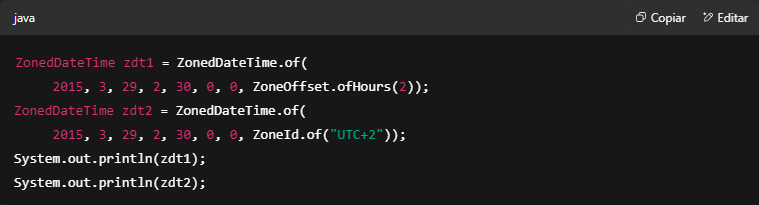 java Copiar Editar
ZonedDateTime zdt1 = ZonedDateTime.of(
2015, 3, 29, 2, 30, 0, 0, ZoneOffset.ofHours(2));
ZonedDateTime zdt2 = ZonedDateTime.of(
2015, 3, 29, 2, 30, 0, 0, ZoneId.of("UTC+2"));
System.out.println(zdt1);
System.out.println(zdt2);